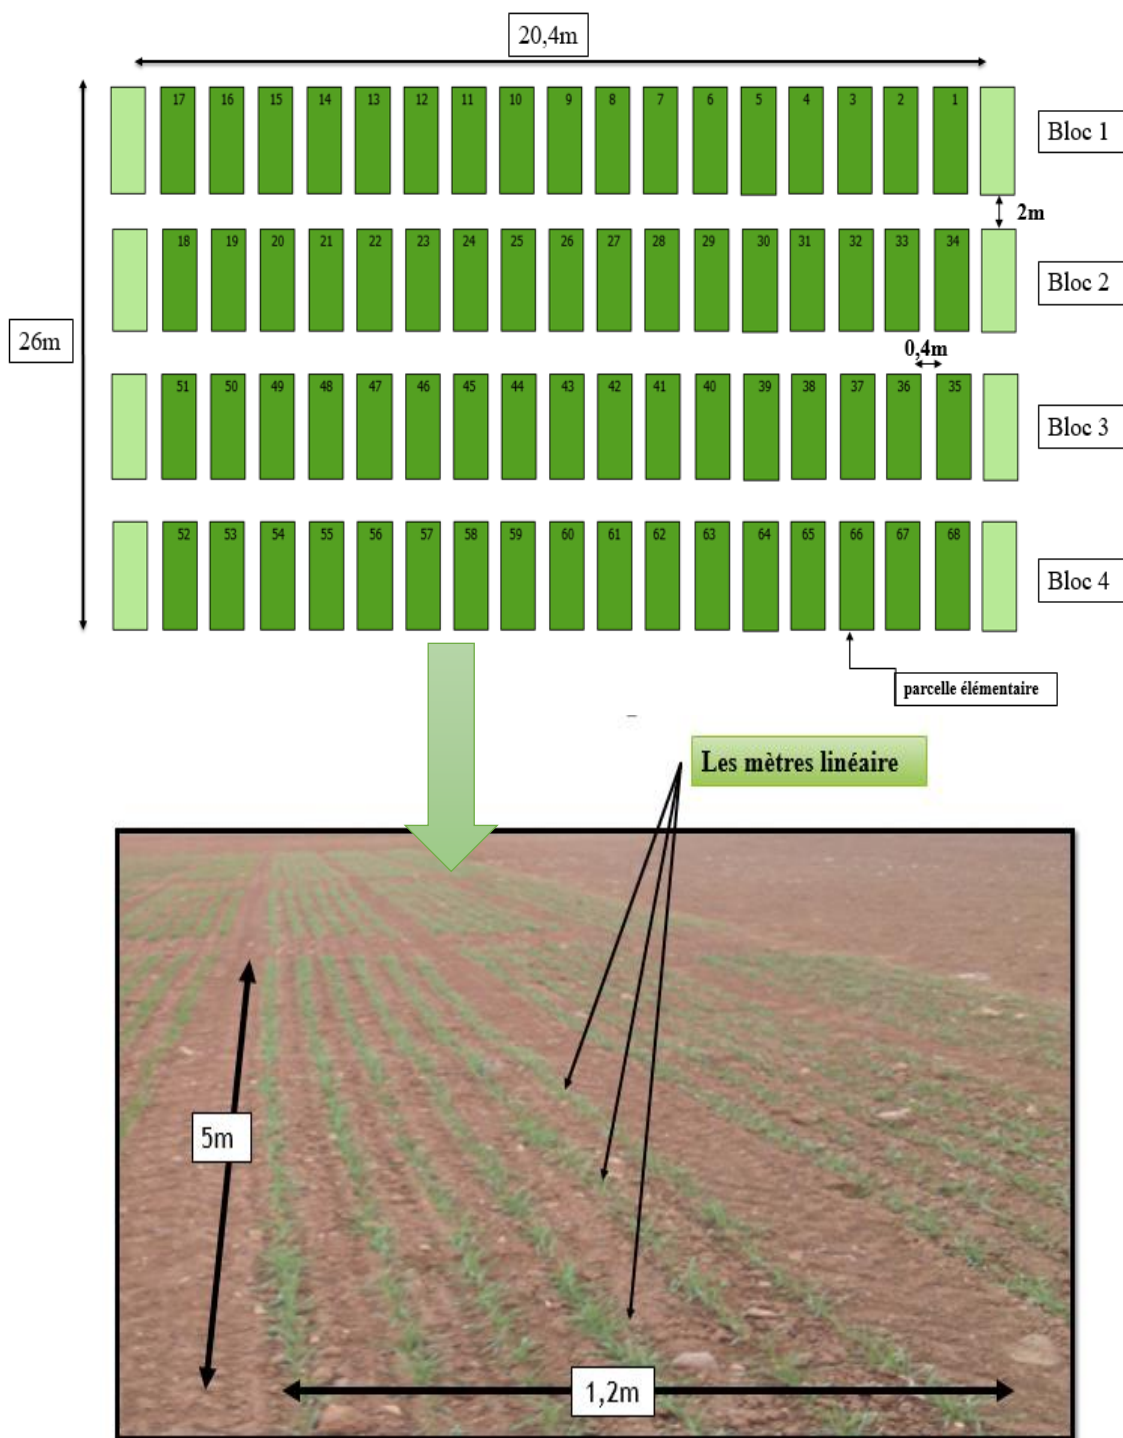 20,4m
17 16 15 14 13 12 11 10 9 8 7 6 5 4 3 2 1
Bloc 1
2m
18 19 20 21 22 23 24 25 26 27 28 29 30 31 32 33 34
Bloc 2
26m
0,4m
51 50 49 48 47 46 45 44 43 42 41 40 39 38 37 36 35
Bloc 3
52 53 54 55 56 57 58 59 60 61 62 63 64 65 66 67 68
Bloc 4
parcelle élémentaire
Les mètres linéaire
5m
1,2m